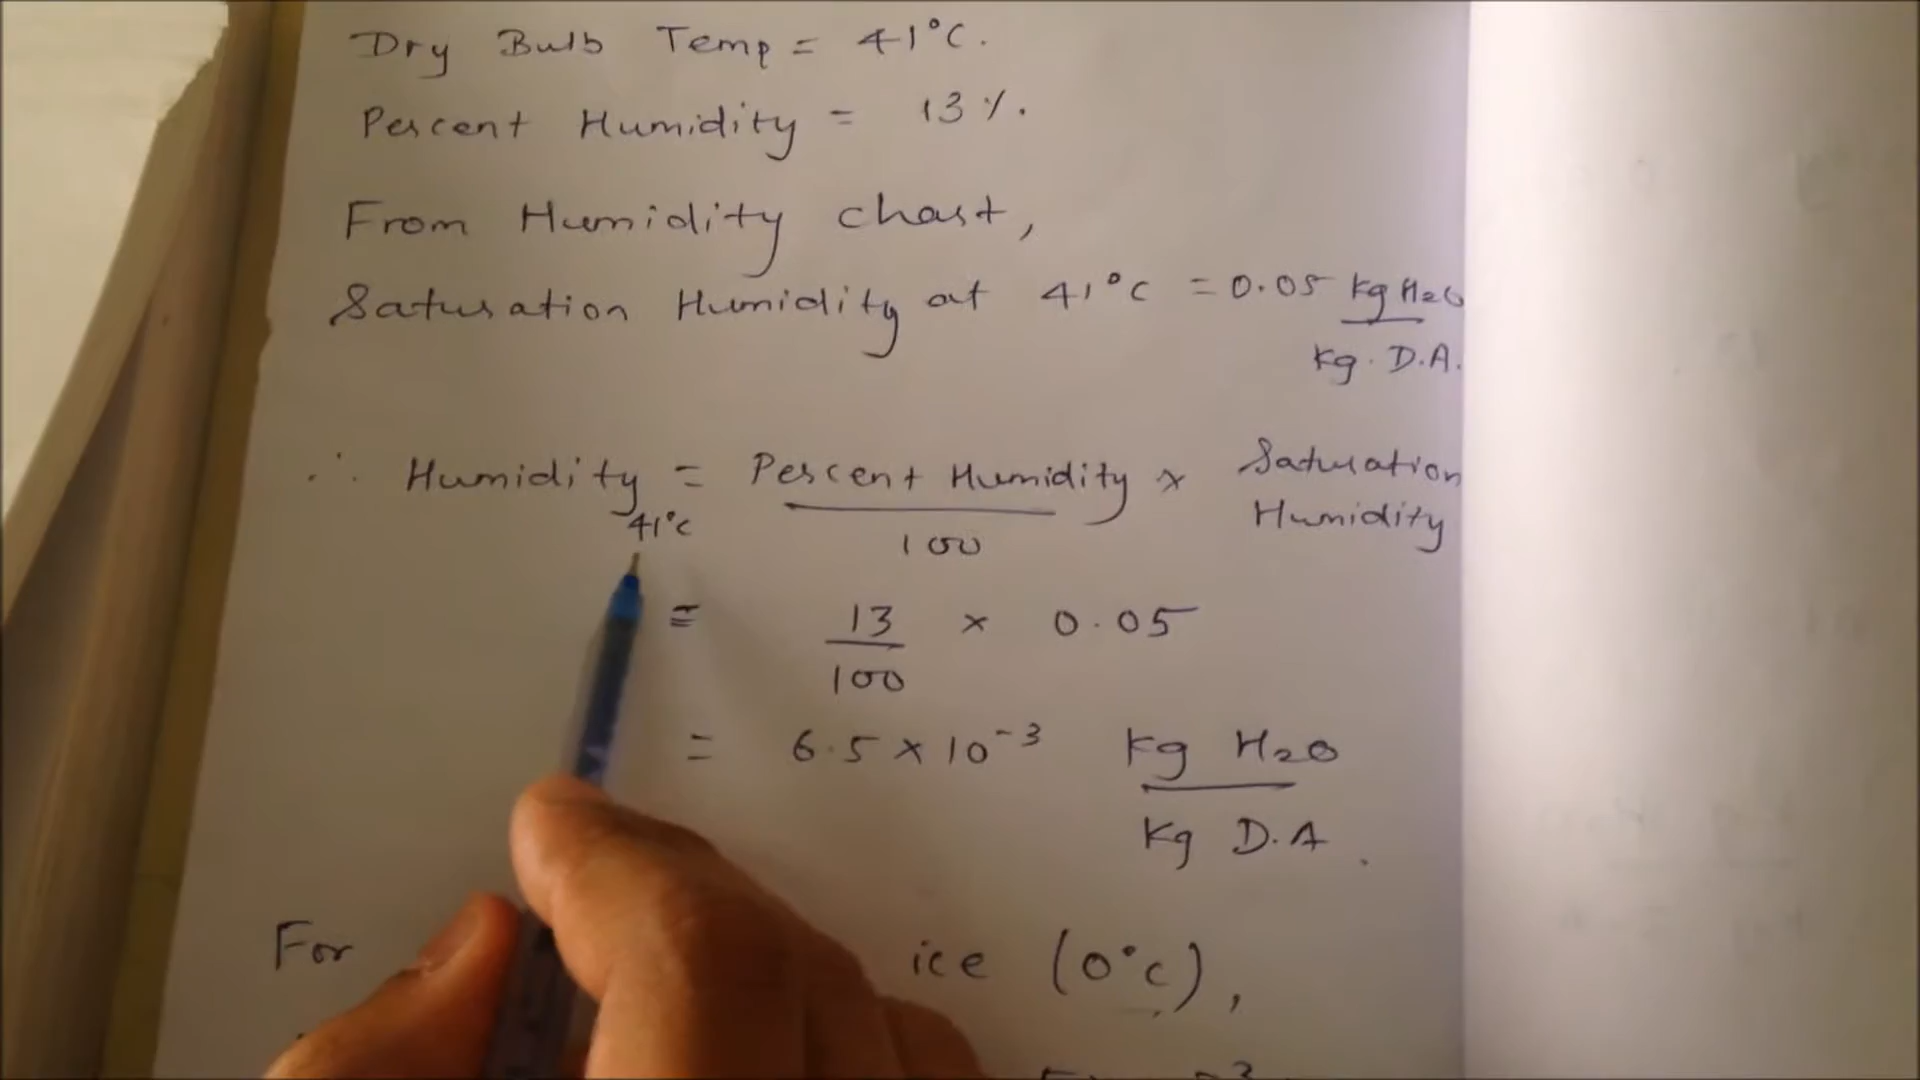 Dry Bulb Temp = 41°C.
Percent Humidity = 13%.
From Humidity chart,
Saturation Humidity at 41°C = 0.05 kg H₂O
kg. D.A.
∴ Humidity = Percent Humidity × Saturation
41°C 100 Humidity
= 13 × 0.05
100
= 6.5 × 10⁻³ kg H₂O
kg D.A.
For ice (0°C),